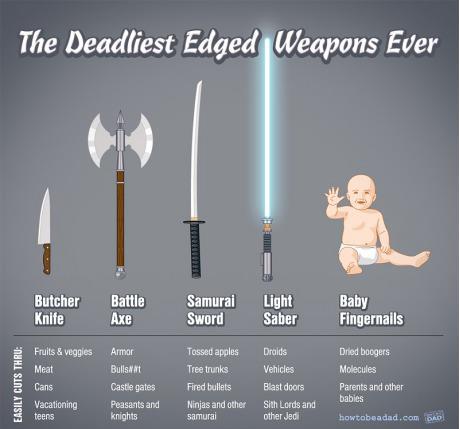 The Deadliest Edged Weapons Ever
Butcher
Knife
Battle
Axe
Samurai
Sword
Light
Saber
Baby
Fingernails
EASILY CUTS THRU:
Fruits & veggies
Meat
Cans
Vacationing
teens
Armor
Bulls##t
Castle gates
Peasants and
knights
Tossed apples
Tree trunks
Fired bullets
Ninjas and other
samurai
Droids
Vehicles
Blast doors
Sith Lords and
other Jedi
Dried boogers
Molecules
Parents and other
babies
howtobeadad.com
DAD